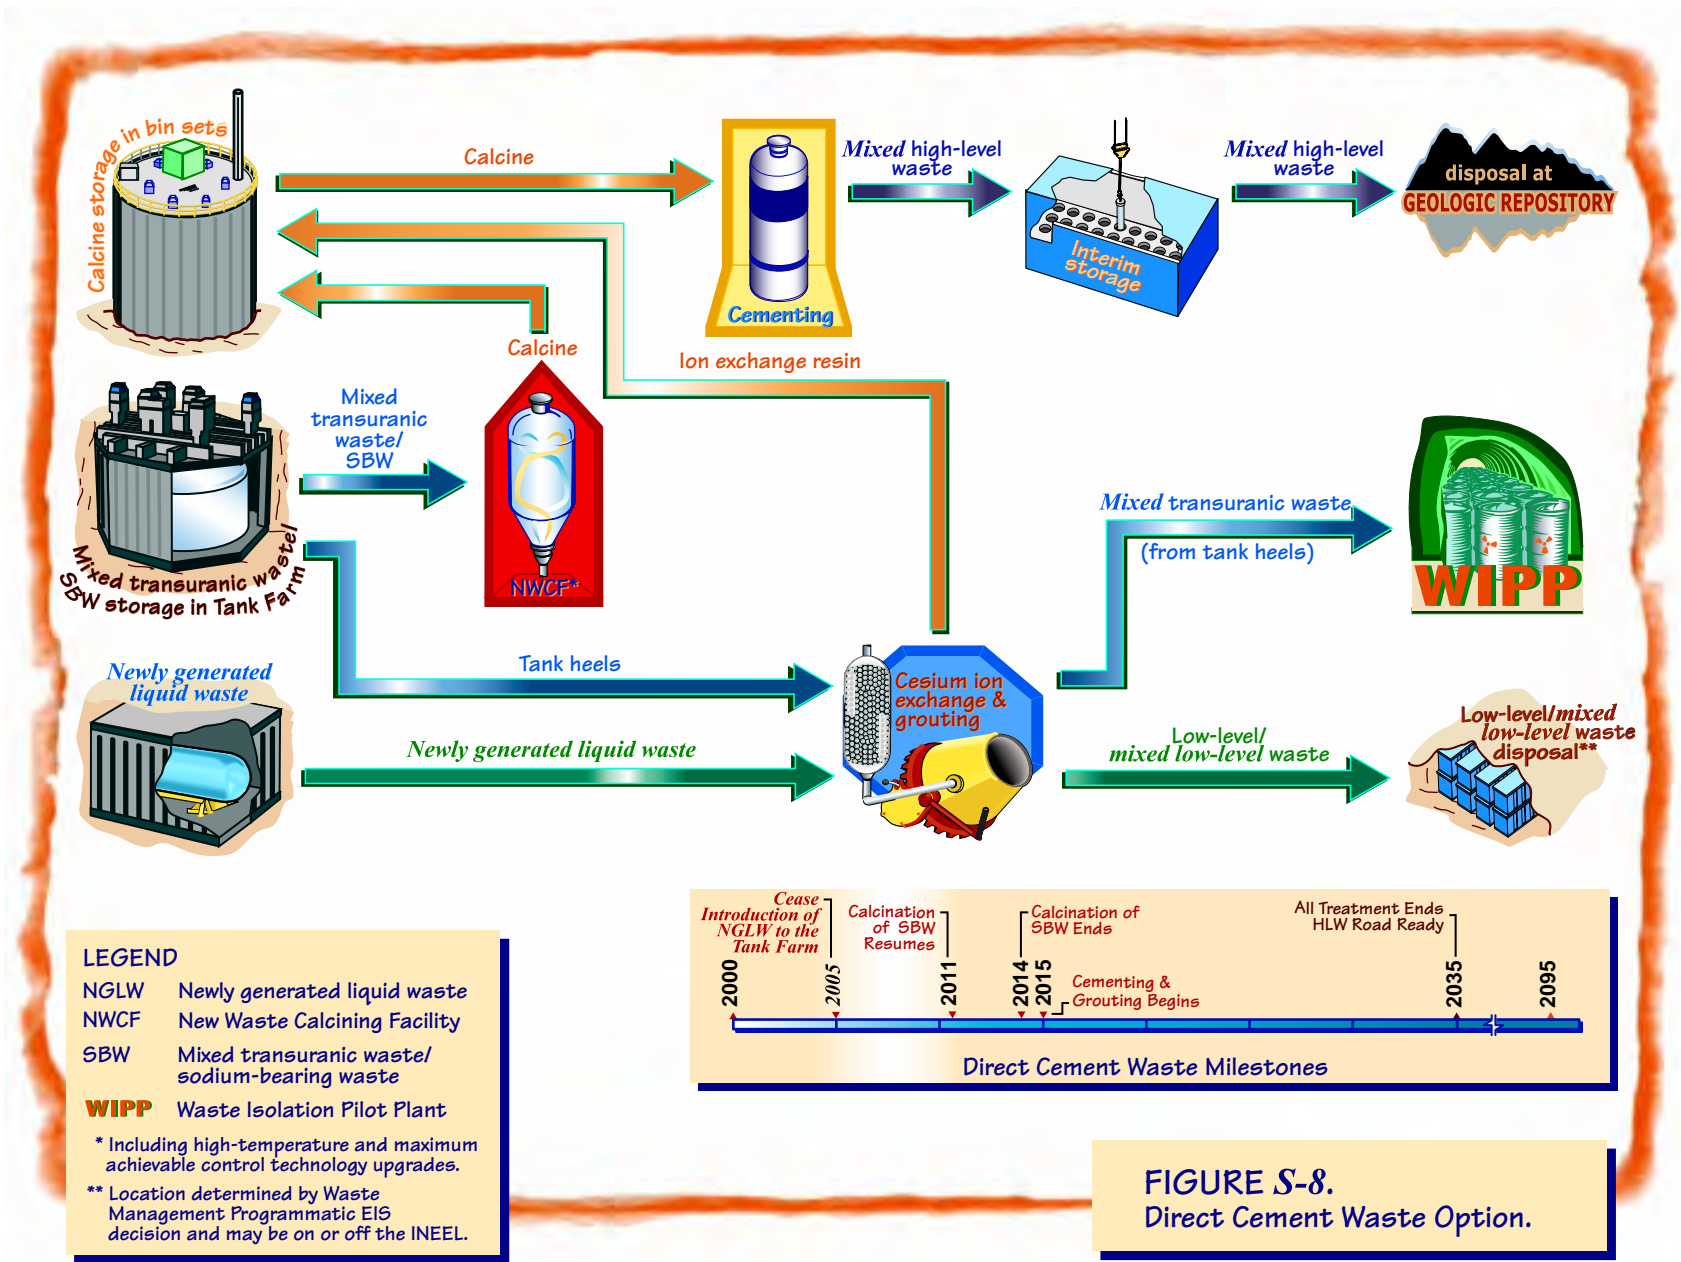 Calcine storage in bin sets
Calcine
Cementing
Mixed high-level
waste
Interim
storage
Mixed high-level
waste
disposal at
GEOLOGIC REPOSITORY
Calcine
Ion exchange resin
Mixed
transuranic
waste/
SBW
NWCF*
Mixed transuranic waste/
SBW storage in Tank Farm
Mixed transuranic waste
(from tank heels)
WIPP
Newly generated
liquid waste
Tank heels
Newly generated liquid waste
Cesium ion
exchange &
grouting
Low-level/
mixed low-level waste
Low-level/mixed
low-level waste
disposal**
Cease
Introduction of
NGLW to the
Tank Farm
Calcination
of SBW
Resumes
Calcination of
SBW Ends
Cementing &
Grouting Begins
All Treatment Ends
HLW Road Ready
2000
2005
2011
2014
2015
2035
2095
Direct Cement Waste Milestones
LEGEND
NGLW Newly generated liquid waste
NWCF New Waste Calcining Facility
SBW Mixed transuranic waste/
sodium-bearing waste
WIPP Waste Isolation Pilot Plant
* Including high-temperature and maximum
achievable control technology upgrades.
** Location determined by Waste
Management Programmatic EIS
decision and may be on or off the INEEL.
FIGURE S-8.
Direct Cement Waste Option.